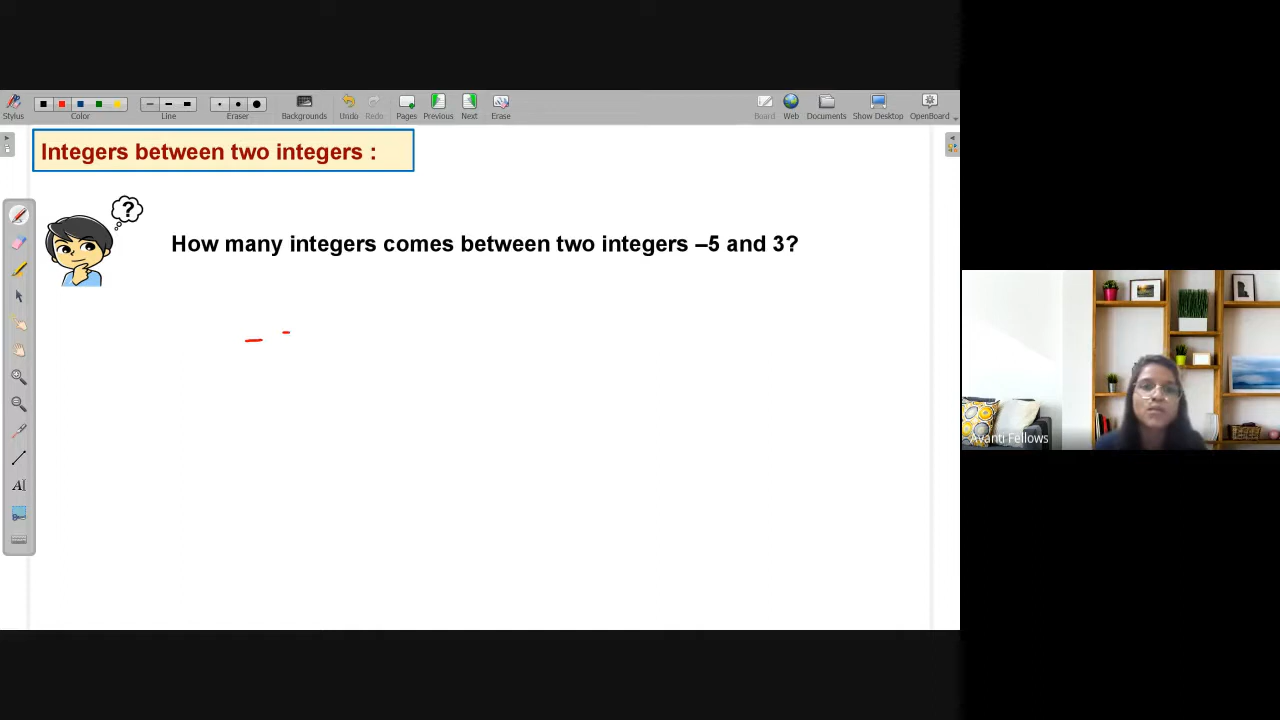 Stylus
Color
Line
Eraser
Backgrounds
Undo
Redo
Pages
Previous
Next
Erase
Board
Web
Documents
Show Desktop
OpenBoard
Integers between two integers :
?
How many integers comes between two integers –5 and 3?
AI
Avanti Fellows